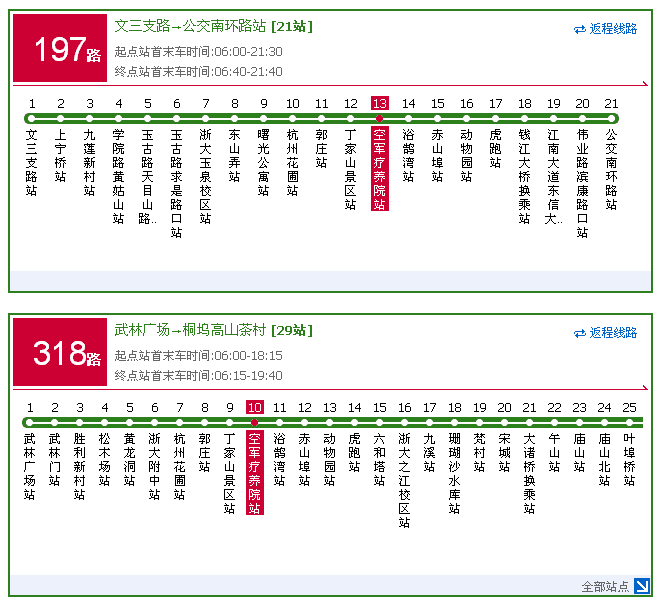 197路
文三支路→公交南环路站 [21站]
返程线路
起点站首末车时间:06:00-21:30
终点站首末车时间:06:40-21:40
1 2 3 4 5 6 7 8 9 10 11 12 13 14 15 16 17 18 19 20 21
文三支路站
上宁桥站
九莲新村站
学院路黄姑山站
玉古路天目山路..
玉古路求是路口站
浙大玉泉校区站
东山弄站
曙光公寓站
杭州花圃站
郭庄站
丁家山景区站
空军疗养院站
浴鹄湾站
赤山埠站
动物园站
虎跑站
钱江大桥换乘站
江南大道东信大..
伟业路滨康路口站
公交南环路站
318路
武林广场→桐坞高山茶村 [29站]
返程线路
起点站首末车时间:06:00-18:15
终点站首末车时间:06:15-19:40
1 2 3 4 5 6 7 8 9 10 11 12 13 14 15 16 17 18 19 20 21 22 23 24 25
武林广场站
武林门站
胜利新村站
松木场站
黄龙洞站
浙大附中站
杭州花圃站
郭庄站
丁家山景区站
空军疗养院站
浴鹄湾站
赤山埠站
动物园站
虎跑站
六和塔站
浙大之江校区站
九溪站
珊瑚沙水库站
梵村站
宋城站
大诸桥换乘站
午山站
庙山站
庙山北站
叶埠桥站
全部站点